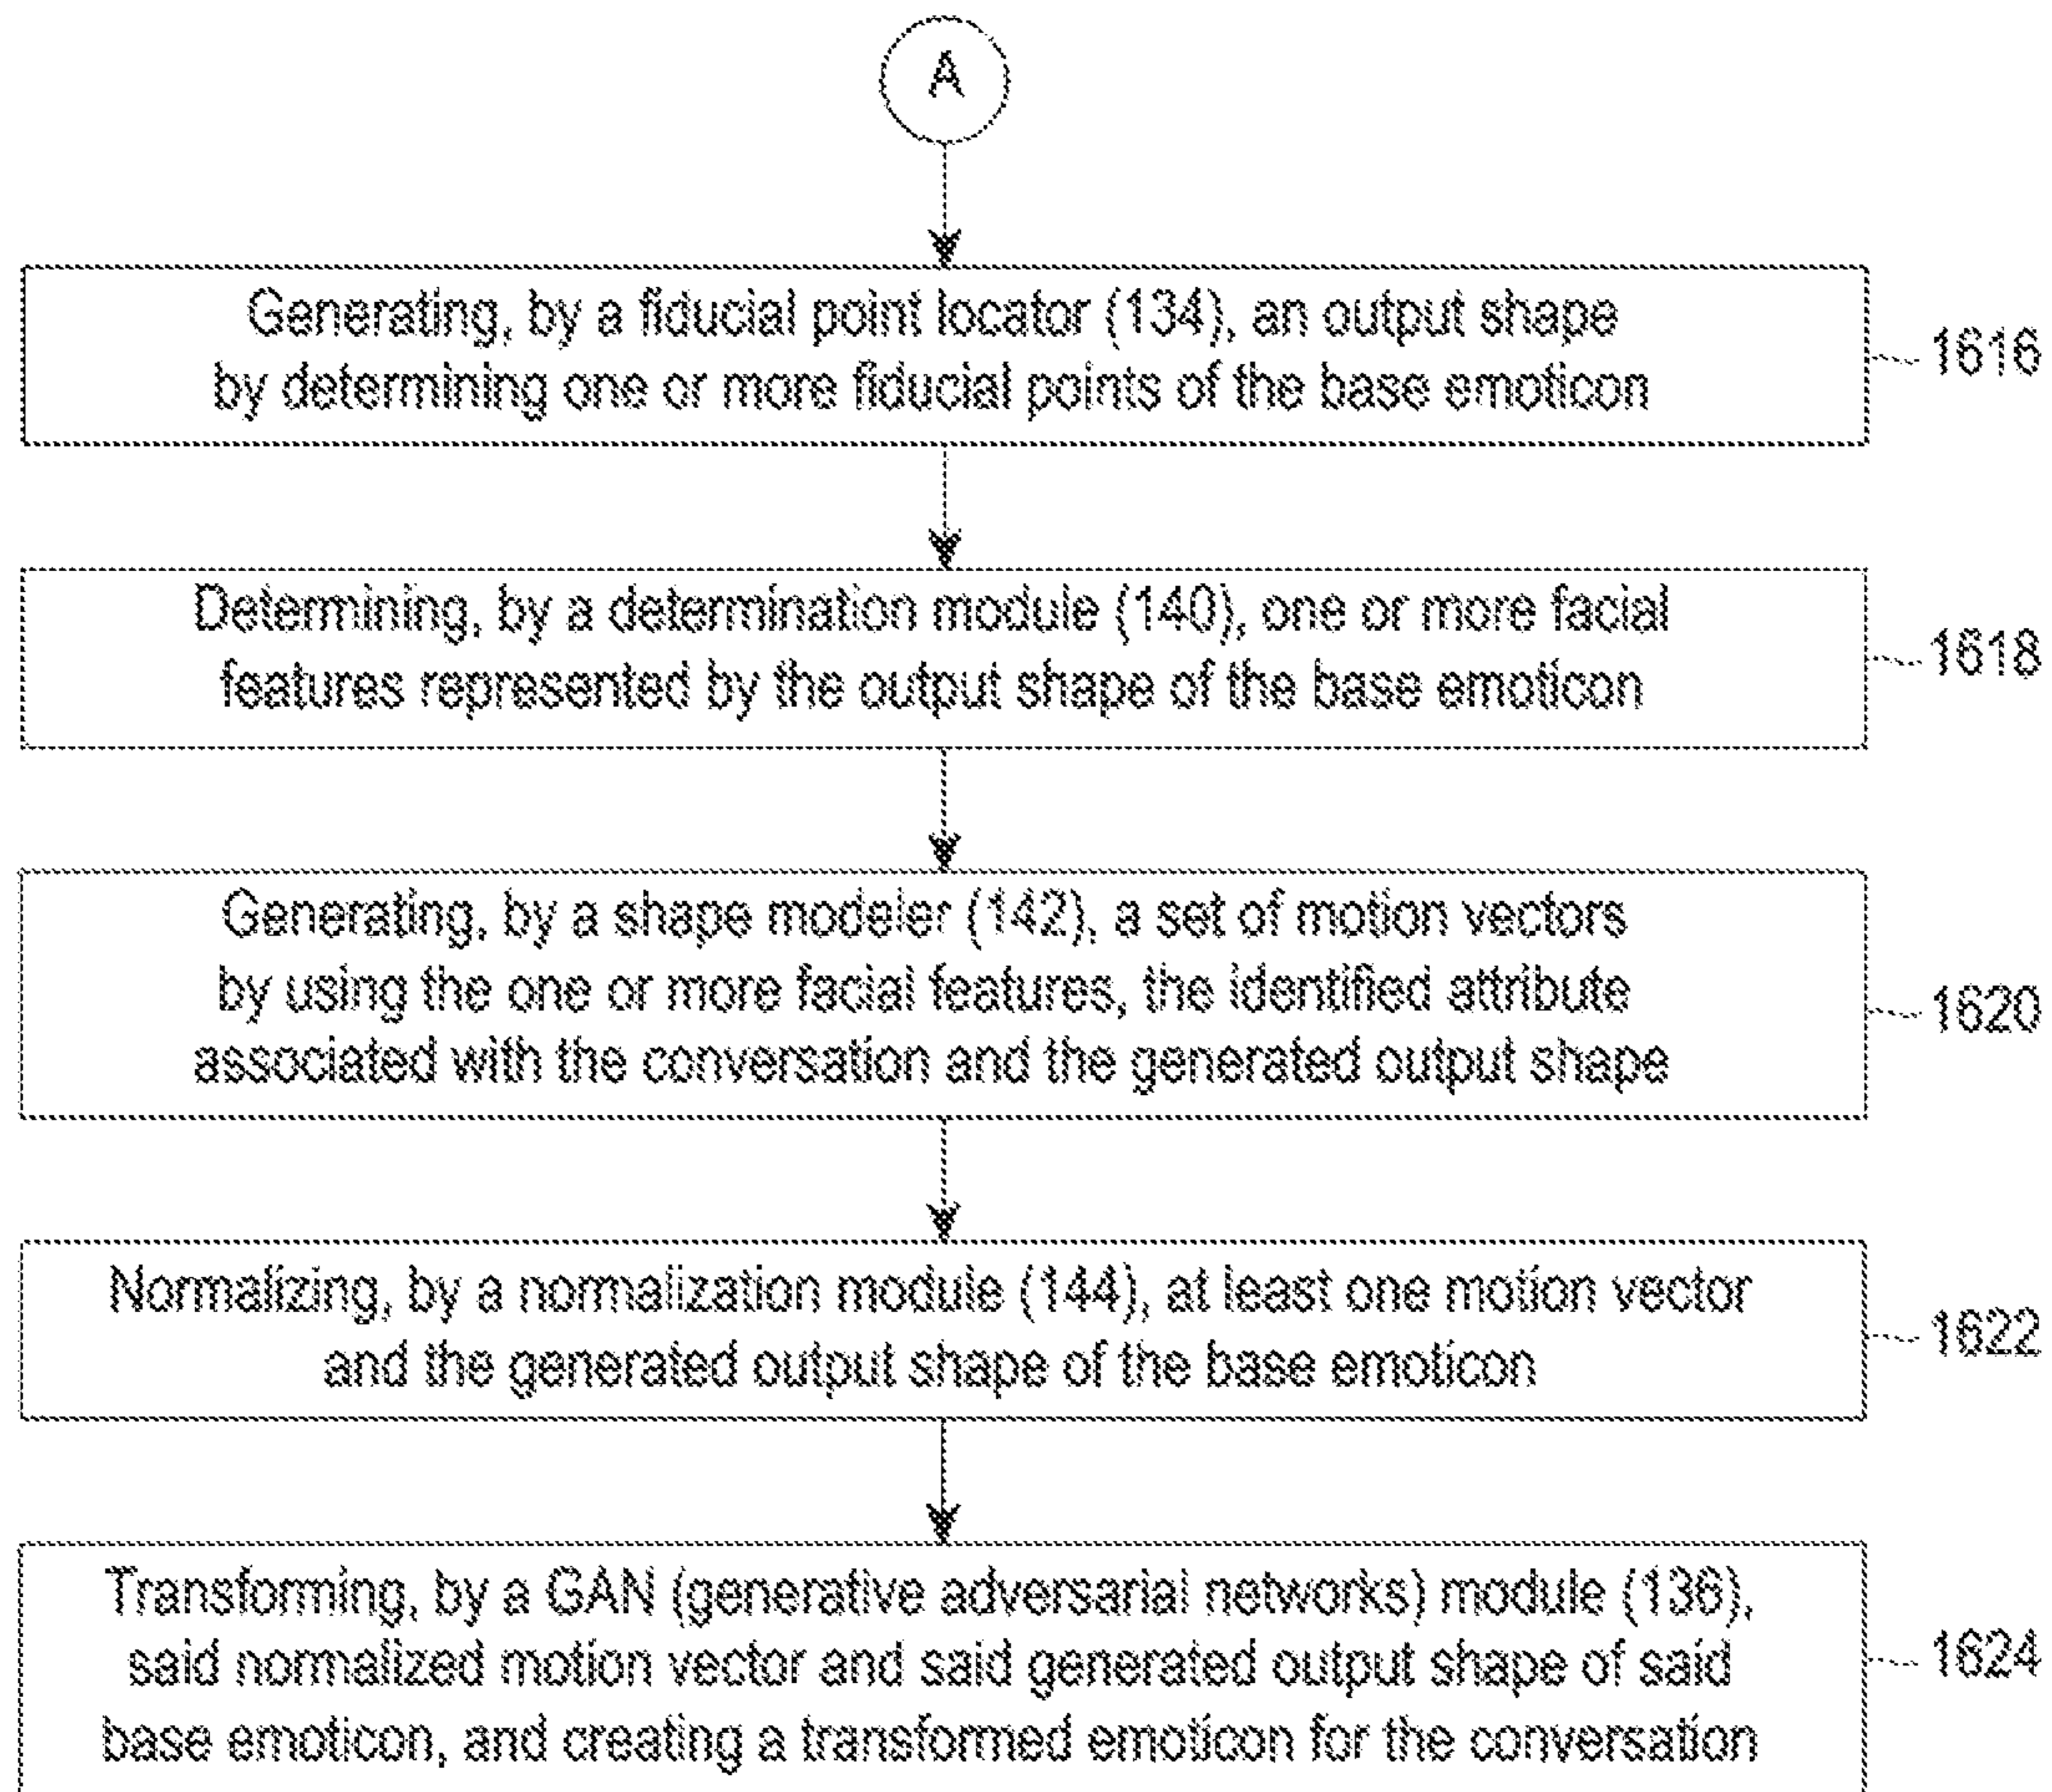 A
Generating, by a fiducial point locator (134), an output shape
by determining one or more fiducial points of the base emoticon
1616
Determining, by a determination module (140), one or more facial
features represented by the output shape of the base emoticon
1618
Generating, by a shape modeler (142), a set of motion vectors
by using the one or more facial features, the identified attribute
associated with the conversation and the generated output shape
1620
Normalizing, by a normalization module (144), at least one motion vector
and the generated output shape of the base emoticon
1622
Transforming, by a GAN (generative adversarial networks) module (136),
said normalized motion vector and said generated output shape of said
base emoticon, and creating a transformed emoticon for the conversation
1624